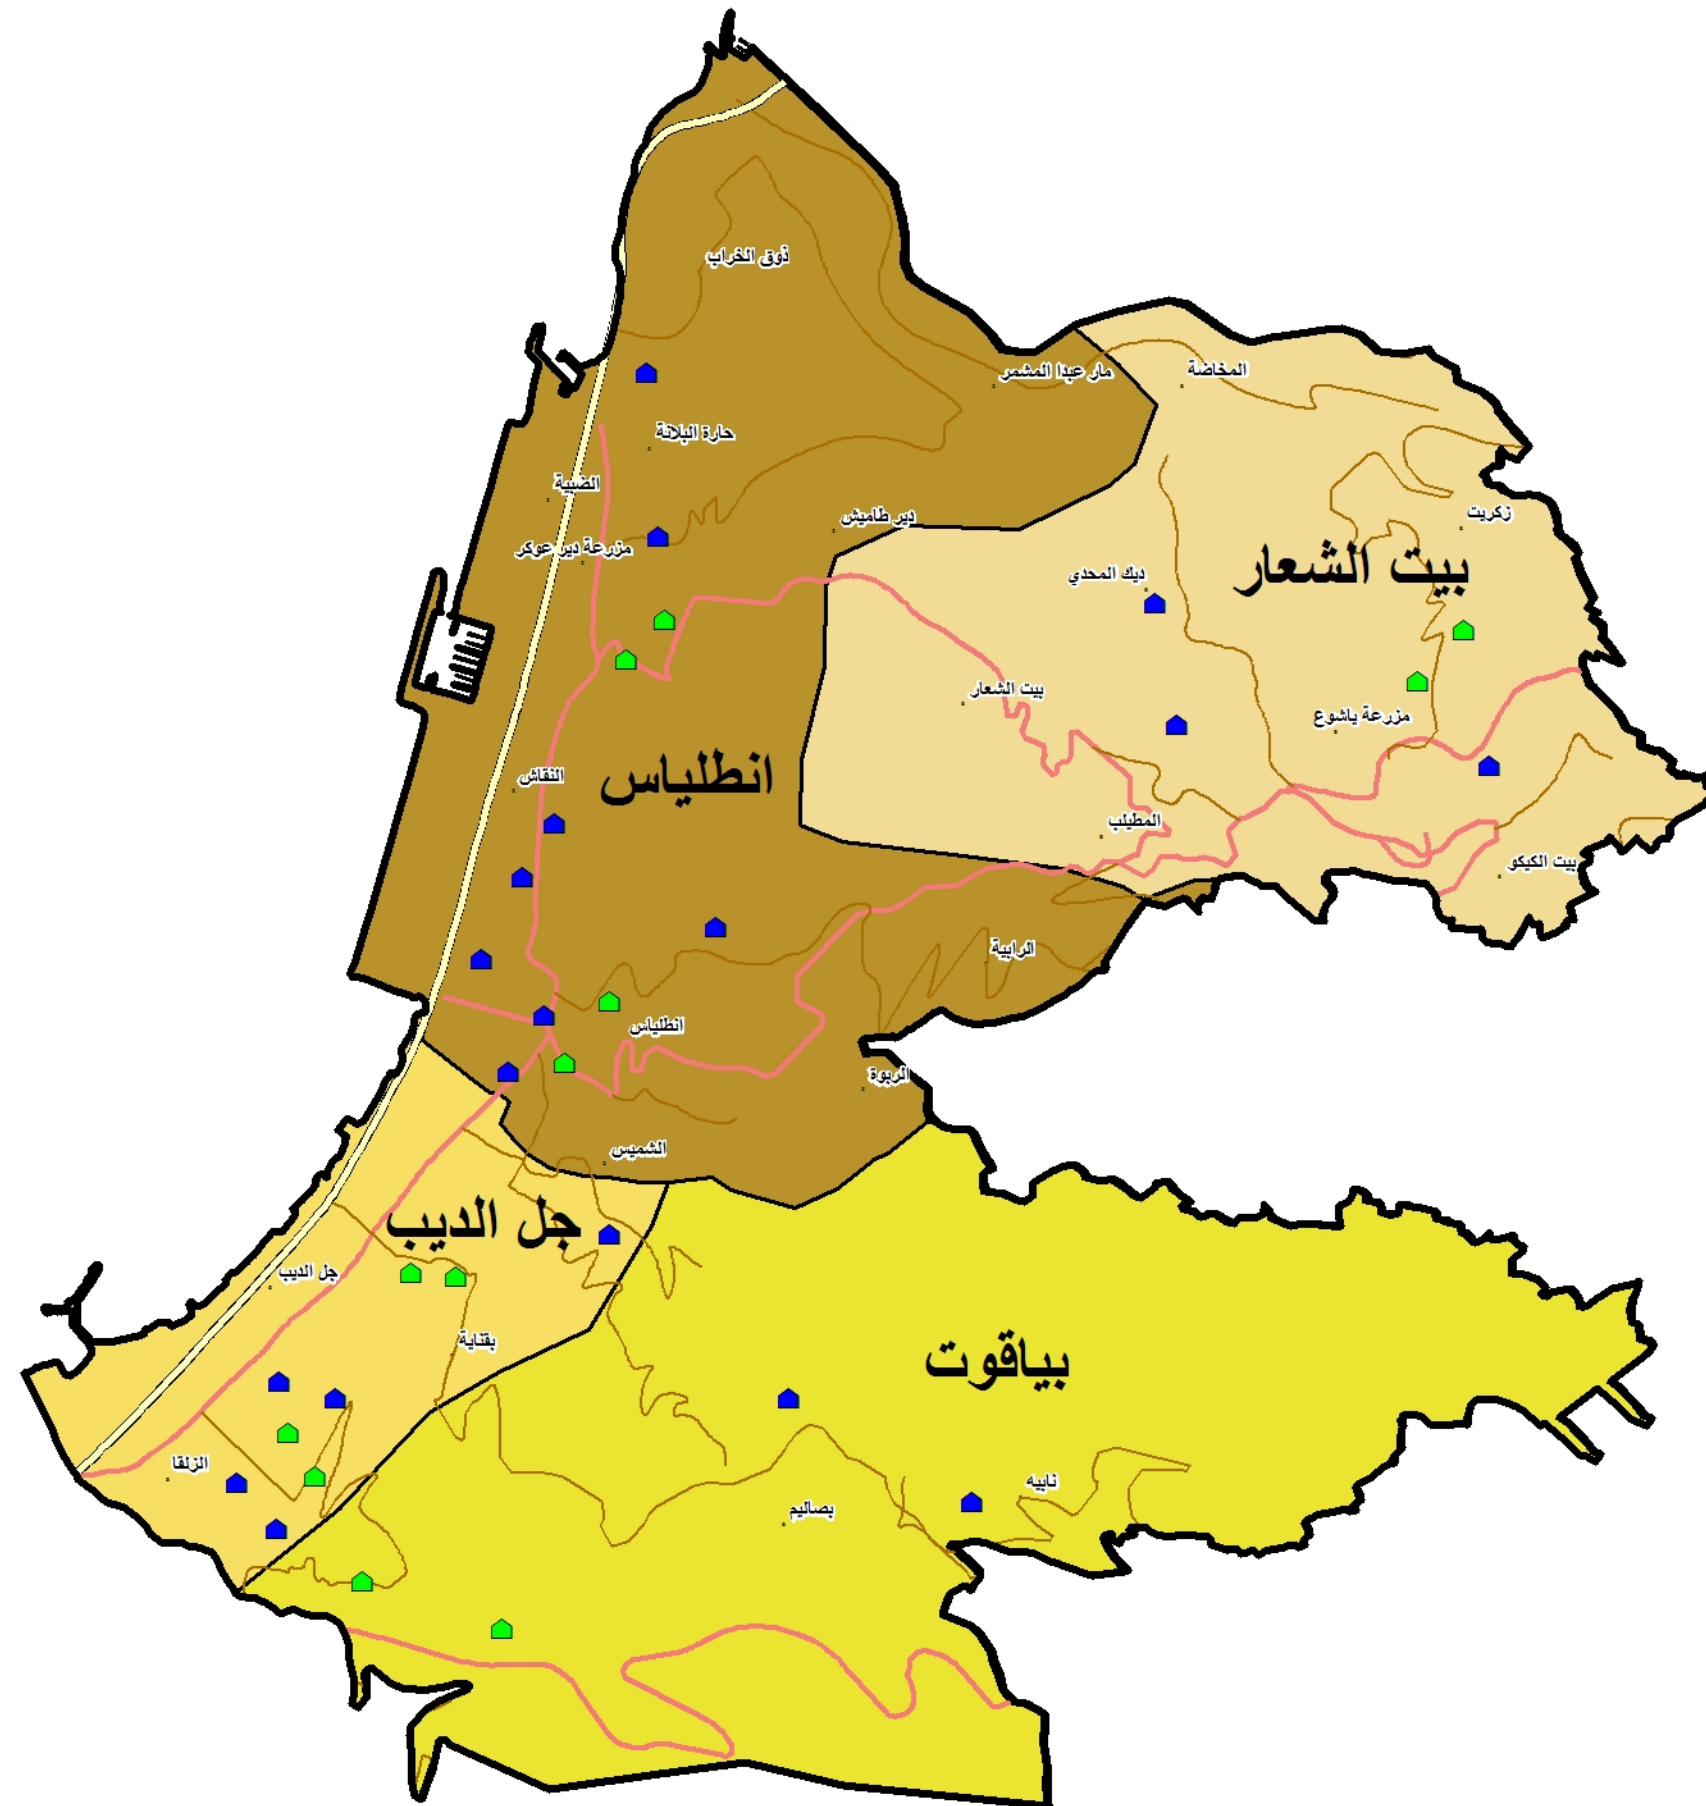 ذوق الخراب
مار عبدا المشمر
المخاضة
حارة البلانة
الضبية
زكريت
دير طاميش
مزرعة دير عوكر
بيت الشعار
ديك المحدي
بيت الشعار
مزرعة ياشوع
انطلياس
النقاش
المطيلب
بيت الكيكو
الرابية
انطلياس
الربوة
الشميس
جل الديب
جل الديب
بقناية
بياقوت
الزلقا
نابيه
بصاليم